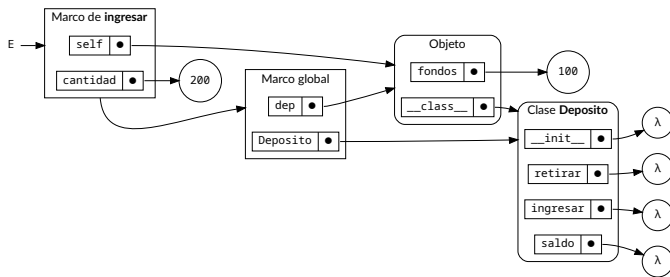 Marco de ingresar
E
self
cantidad
200
Marco global
dep
Deposito
Objeto
fondos
100
__class__
Clase Deposito
__init__
λ
retirar
λ
ingresar
λ
saldo
λ